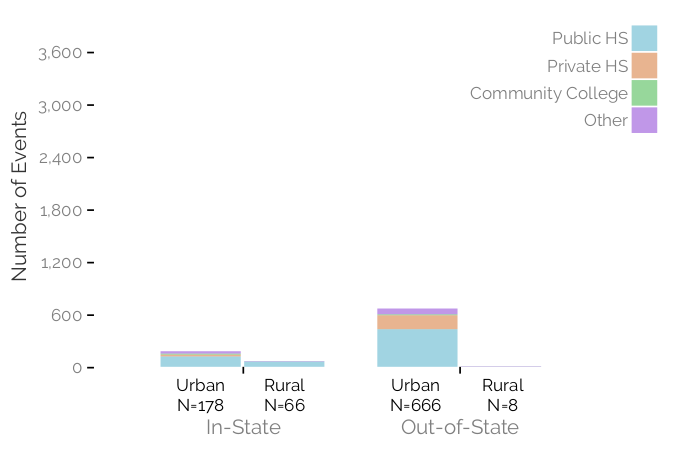 Public HS
Private HS
Community College
Other
Number of Events
3,600
3,000
2,400
1,800
1,200
600
0
Urban
N=178
Rural
N=66
Urban
N=666
Rural
N=8
In-State
Out-of-State